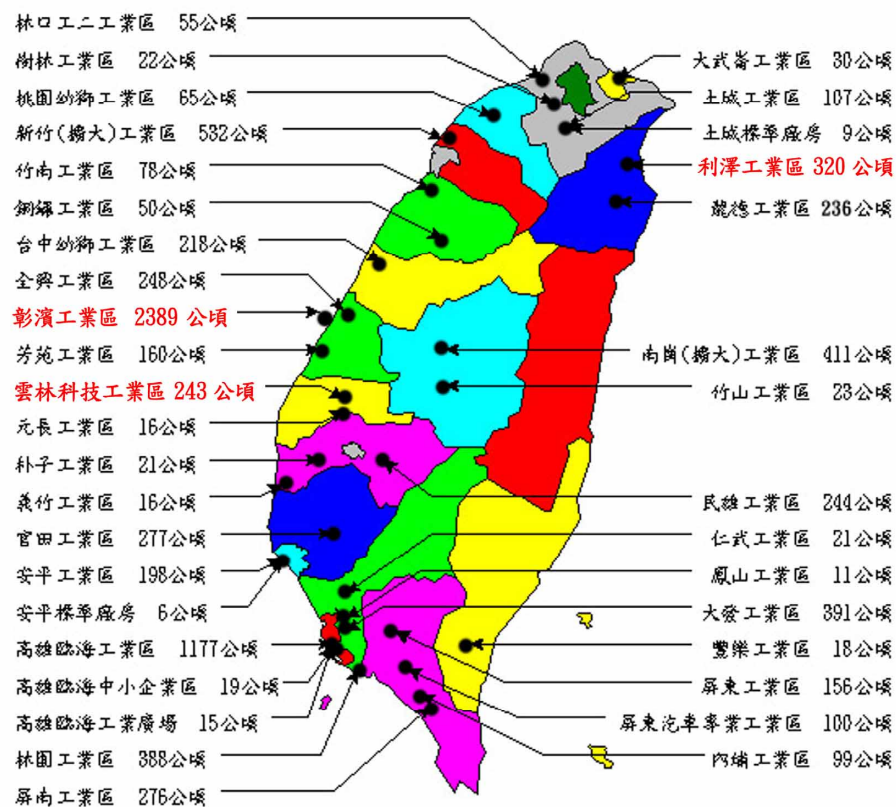 林口工二工業區 55公頃
樹林工業區 22公頃
桃園幼獅工業區 65公頃
新竹(擴大)工業區 532公頃
竹南工業區 78公頃
銅鑼工業區 50公頃
台中幼獅工業區 218公頃
全興工業區 248公頃
彰濱工業區 2389 公頃
芳苑工業區 160公頃
雲林科技工業區 243 公頃
元長工業區 16公頃
朴子工業區 21公頃
義竹工業區 16公頃
官田工業區 277公頃
安平工業區 198公頃
安平標準廠房 6公頃
高雄臨海工業區 1177公頃
高雄臨海中小企業區 19公頃
高雄臨海工業廣場 15公頃
林園工業區 388公頃
屏南工業區 276公頃
大武崙工業區 30公頃
土城工業區 107公頃
土城標準廠房 9公頃
利澤工業區 320 公頃
龍德工業區 236公頃
南崗(擴大)工業區 411公頃
竹山工業區 23公頃
民雄工業區 244公頃
仁武工業區 21公頃
鳳山工業區 11公頃
大發工業區 391公頃
豐樂工業區 18公頃
屏東工業區 156公頃
屏東汽車專業工業區 100公頃
內埔工業區 99公頃